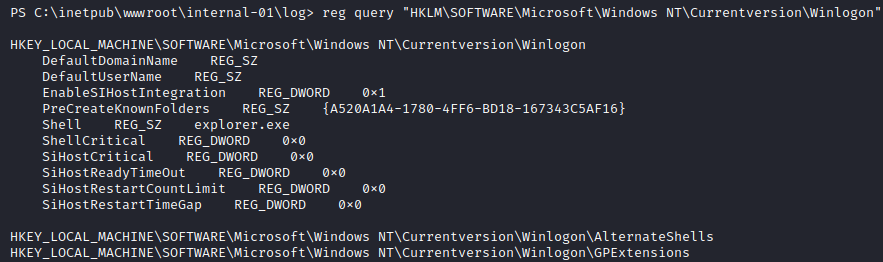 PS C:\inetpub\wwwroot\internal-01\log> reg query "HKLM\SOFTWARE\Microsoft\Windows NT\Currentversion\Winlogon"
HKEY_LOCAL_MACHINE\SOFTWARE\Microsoft\Windows NT\Currentversion\Winlogon
DefaultDomainName    REG_SZ
DefaultUserName    REG_SZ
EnableSIHostIntegration    REG_DWORD    0×1
PreCreateKnownFolders    REG_SZ    {A520A1A4-1780-4FF6-BD18-167343C5AF16}
Shell    REG_SZ    explorer.exe
ShellCritical    REG_DWORD    0×0
SiHostCritical    REG_DWORD    0×0
SiHostReadyTimeOut    REG_DWORD    0×0
SiHostRestartCountLimit    REG_DWORD    0×0
SiHostRestartTimeGap    REG_DWORD    0×0
HKEY_LOCAL_MACHINE\SOFTWARE\Microsoft\Windows NT\Currentversion\Winlogon\AlternateShells
HKEY_LOCAL_MACHINE\SOFTWARE\Microsoft\Windows NT\Currentversion\Winlogon\GPExtensions